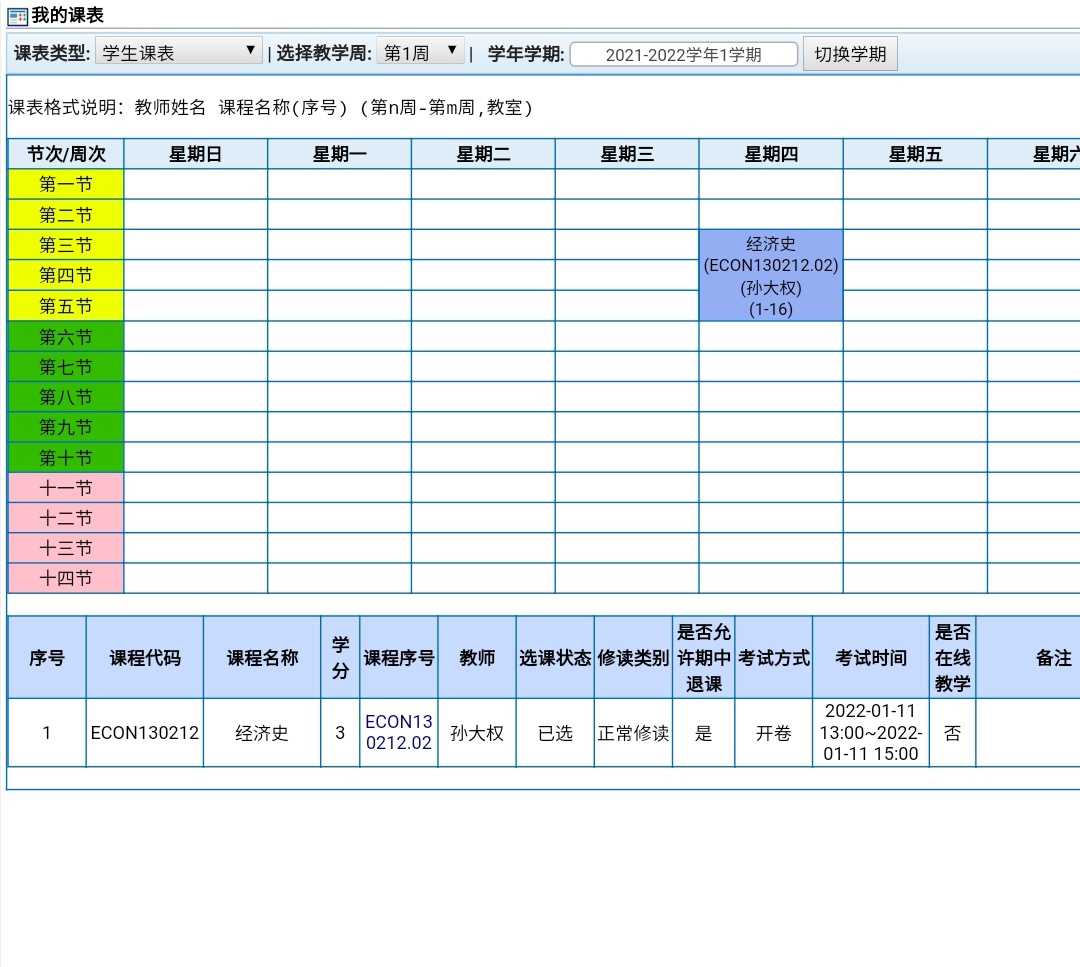 我的课表
课表类型: 学生课表 ▼ | 选择教学周: 第1周 ▼ | 学年学期: 2021-2022学年1学期 切换学期
课表格式说明: 教师姓名 课程名称(序号) (第n周-第m周,教室)
节次/周次 星期日 星期一 星期二 星期三 星期四 星期五 星期六
第一节
第二节
第三节
第四节
第五节
经济史
(ECON130212.02)
(孙大权)
(1-16)
第六节
第七节
第八节
第九节
第十节
十一节
十二节
十三节
十四节
序号 课程代码 课程名称 学分 课程序号 教师 选课状态 修读类别 是否允许期中退课 考试方式 考试时间 是否在线教学 备注
1 ECON130212 经济史 3 ECON130212.02 孙大权 已选 正常修读 是 开卷 2022-01-11 13:00~2022-01-11 15:00 否